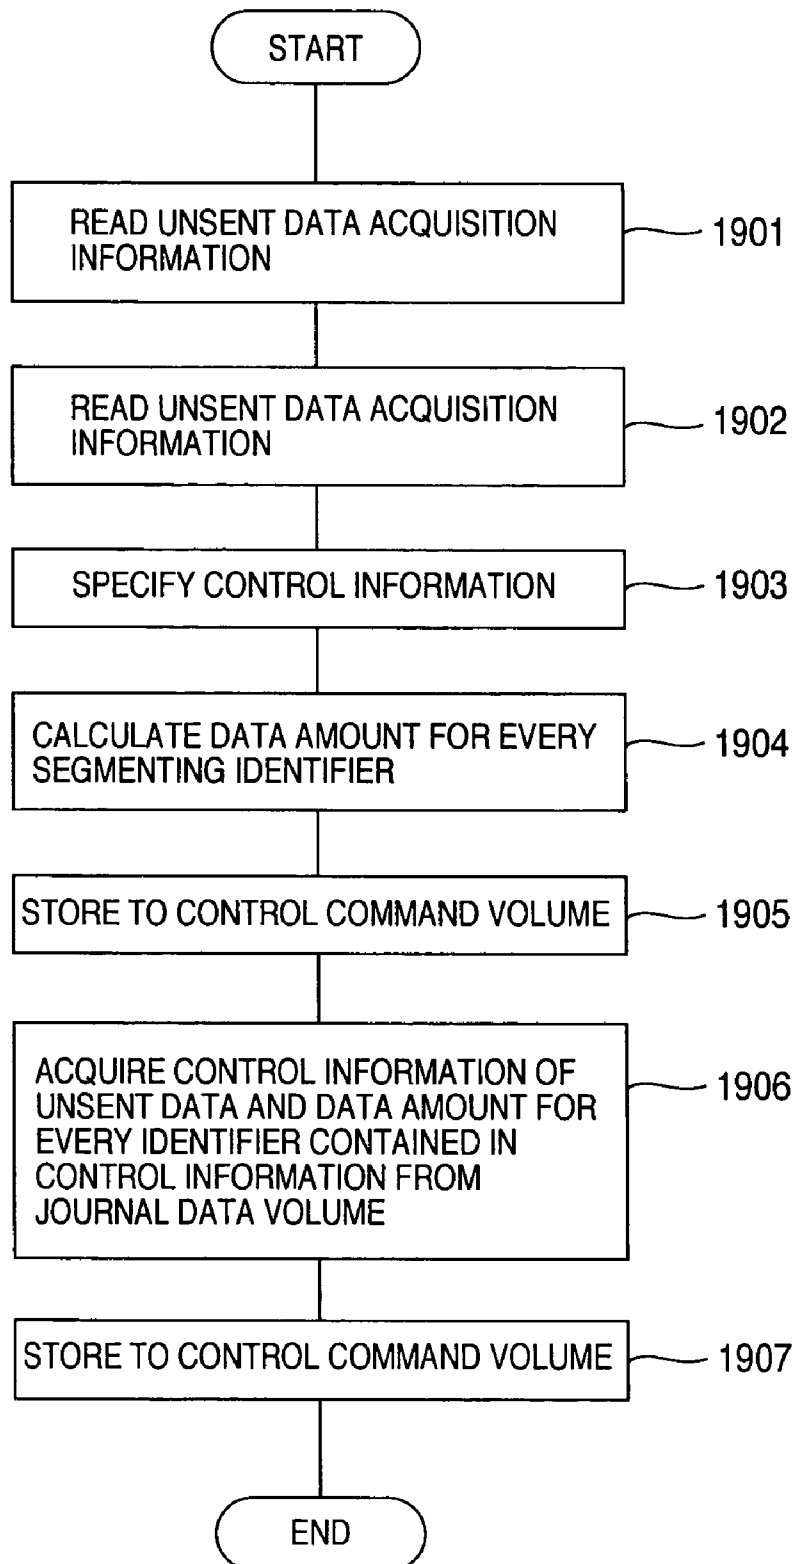 START
READ UNSENT DATA ACQUISITION
INFORMATION
1901
READ UNSENT DATA ACQUISITION
INFORMATION
1902
SPECIFY CONTROL INFORMATION
1903
CALCULATE DATA AMOUNT FOR EVERY
SEGMENTING IDENTIFIER
1904
STORE TO CONTROL COMMAND VOLUME
1905
ACQUIRE CONTROL INFORMATION OF
UNSENT DATA AND DATA AMOUNT FOR
EVERY IDENTIFIER CONTAINED IN
CONTROL INFORMATION FROM
JOURNAL DATA VOLUME
1906
STORE TO CONTROL COMMAND VOLUME
1907
END